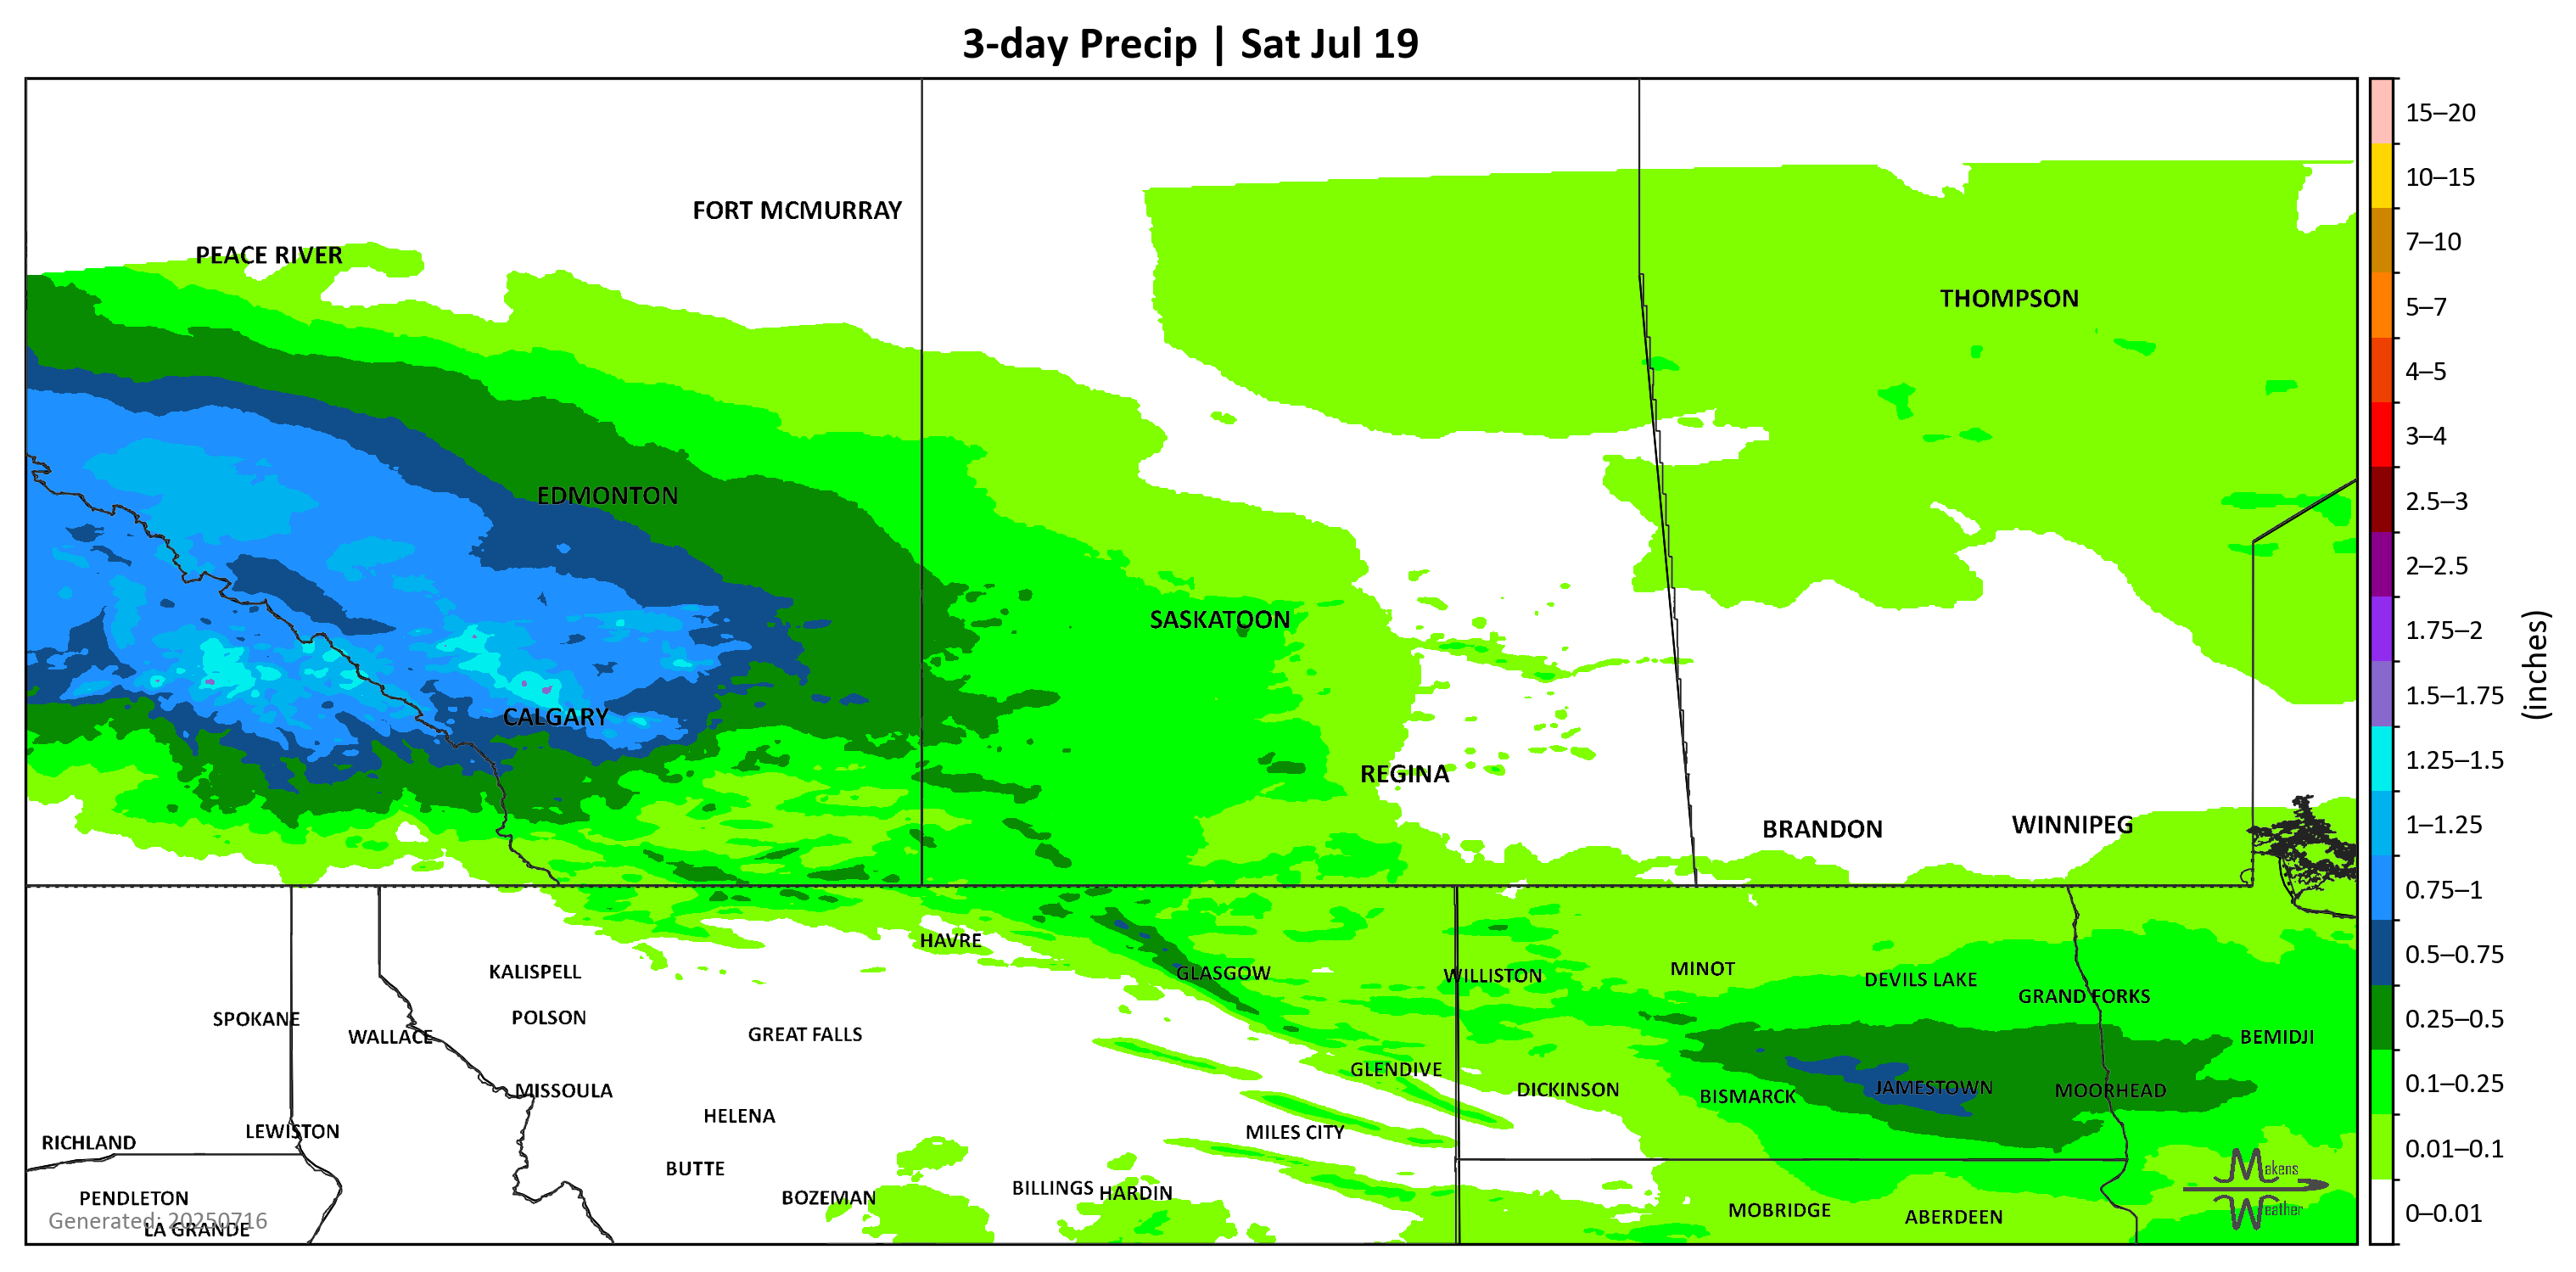 3-day Precip | Sat Jul 19
FORT MCMURRAY
PEACE RIVER
THOMPSON
EDMONTON
SASKATOON
CALGARY
REGINA
BRANDON
WINNIPEG
HAVRE
KALISPELL
GLASGOW
WILLISTON
MINOT
DEVILS LAKE
GRAND FORKS
SPOKANE
POLSON
WALLACE
GREAT FALLS
BEMIDJI
GLENDIVE
MISSOULA
DICKINSON
BISMARCK
JAMESTOWN
MOORHEAD
HELENA
RICHLAND
LEWISTON
MILES CITY
BUTTE
PENDLETON
BOZEMAN
BILLINGS
HARDIN
MOBRIDGE
ABERDEEN
Generated: 20250716
LA GRANDE
Makens
Weather
15–20
10–15
7–10
5–7
4–5
3–4
2.5–3
2–2.5
1.75–2
1.5–1.75
1.25–1.5
1–1.25
0.75–1
0.5–0.75
0.25–0.5
0.1–0.25
0.01–0.1
0–0.01
(inches)